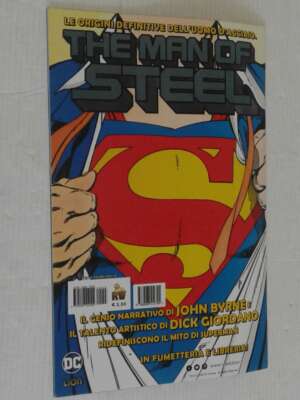 LE ORIGINI DEFINITIVE DELL'UOMO D'ACCIAIO.
THE MAN OF
STEEL
S
RW
IL GENIO NARRATIVO DI JOHN BYRNE E
IL TALENTO ARTISTICO DI DICK GIORDANO
RIDEFINISCONO IL MITO DI SUPERMAN
IN FUMETTERIA E LIBRERIA!
DC
LION